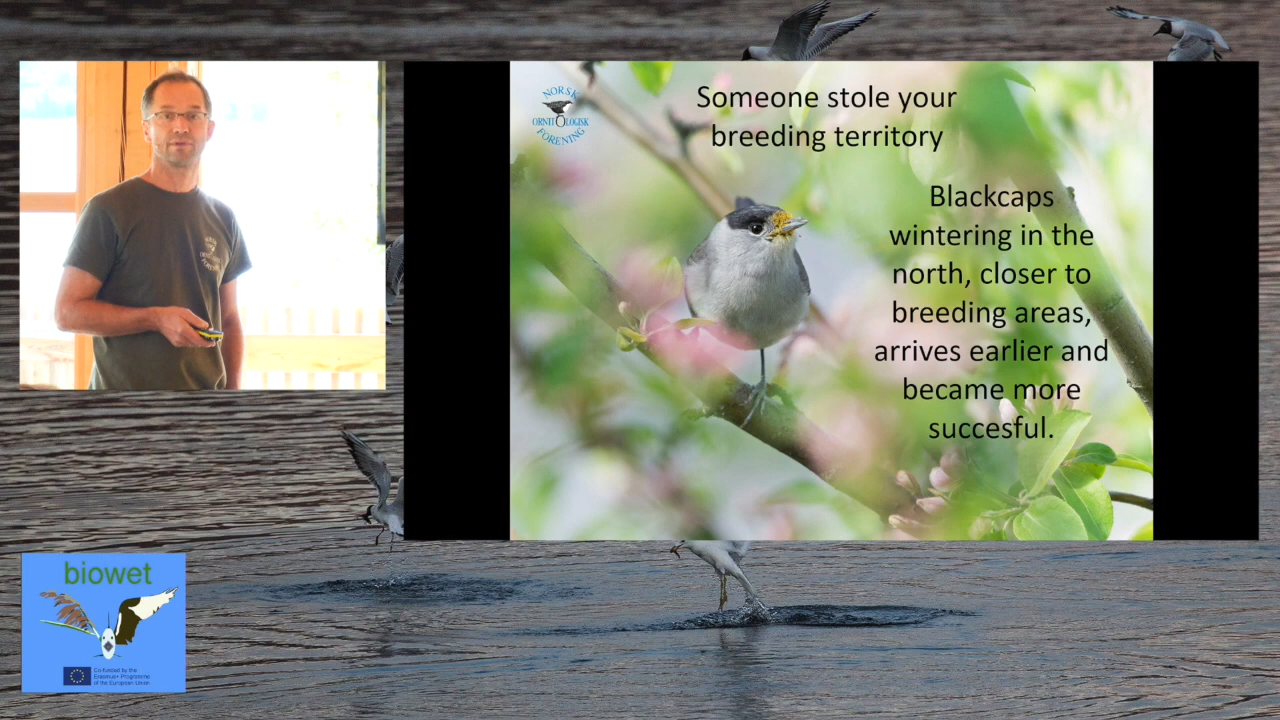 NORSK
ORNITOLOGISK
FORENING
Someone stole your
breeding territory
Blackcaps
wintering in the
north, closer to
breeding areas,
arrives earlier and
became more
succesful.
biowet
Co-funded by the
Erasmus+ Programme
of the European Union